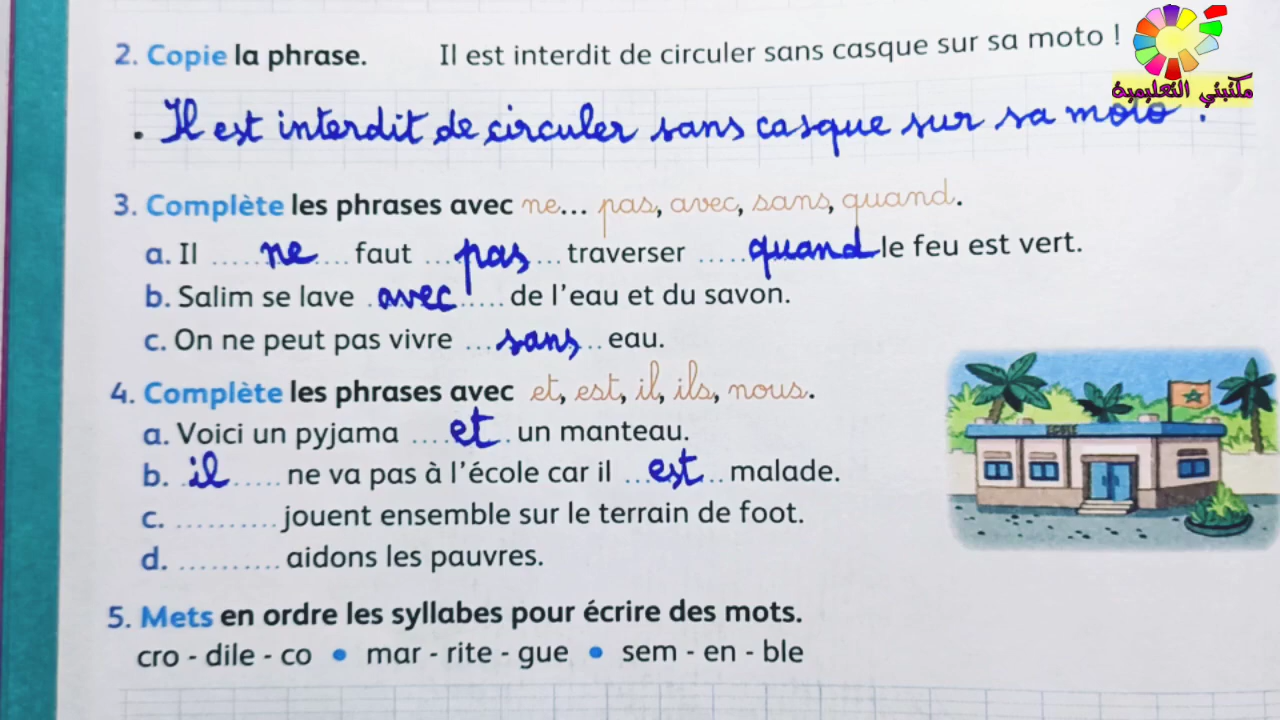 2. Copie la phrase. Il est interdit de circuler sans casque sur sa moto !
مكتبتي التعليمية
. Il est interdit de circuler sans casque sur sa moto !
3. Complète les phrases avec ne... pas, avec, sans, quand.
a. Il ..... ne .... faut ... pas ... traverser ..... quand le feu est vert.
b. Salim se lave . avec ..... de l'eau et du savon.
c. On ne peut pas vivre ... sans .. eau.
4. Complète les phrases avec et, est, il, ils, nous.
a. Voici un pyjama .... et . un manteau.
b. . il ..... ne va pas à l'école car il ... est .. malade.
c. .......... jouent ensemble sur le terrain de foot.
d. .......... aidons les pauvres.
5. Mets en ordre les syllabes pour écrire des mots.
cro - dile - co • mar - rite - gue • sem - en - ble